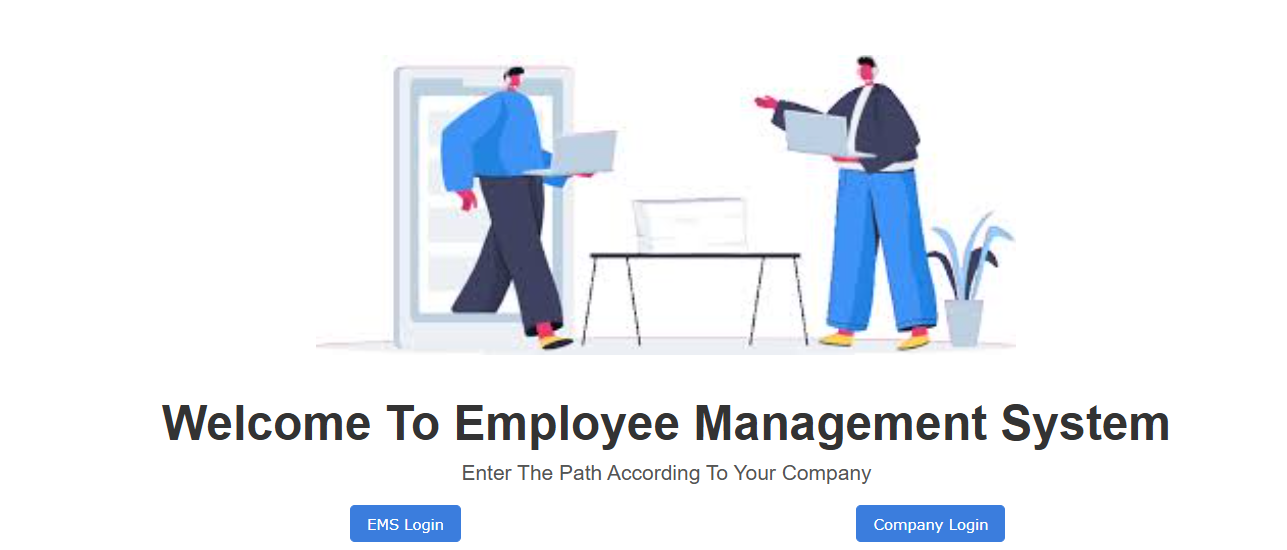 Welcome To Employee Management System
Enter The Path According To Your Company
EMS Login
Company Login